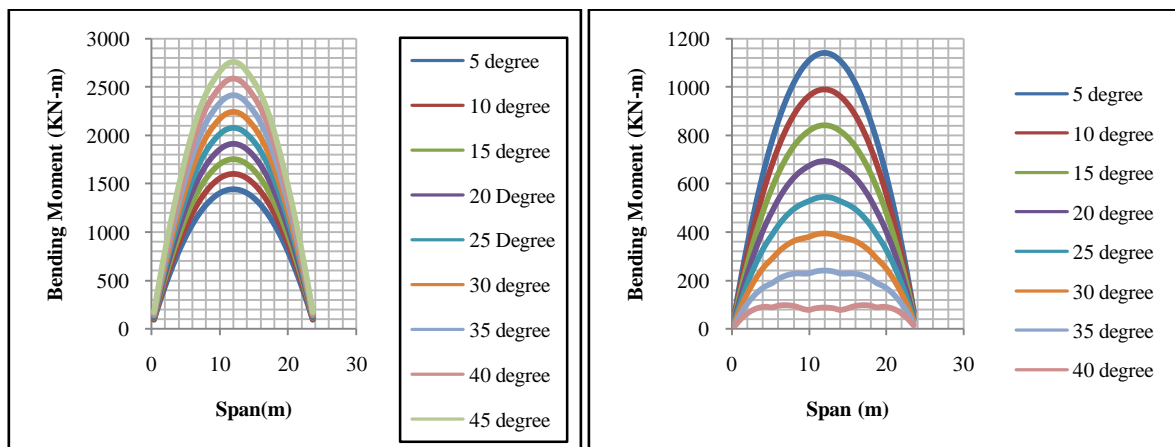 Bending Moment (KN-m)
3000
2500
2000
1500
1000
500
0
0
10
20
30
Span(m)
5 degree
10 degree
15 degree
20 Degree
25 Degree
30 degree
35 degree
40 degree
45 degree
Bending Moment (KN-m)
1200
1000
800
600
400
200
0
0
10
20
30
Span (m)
5 degree
10 degree
15 degree
20 degree
25 degree
30 degree
35 degree
40 degree